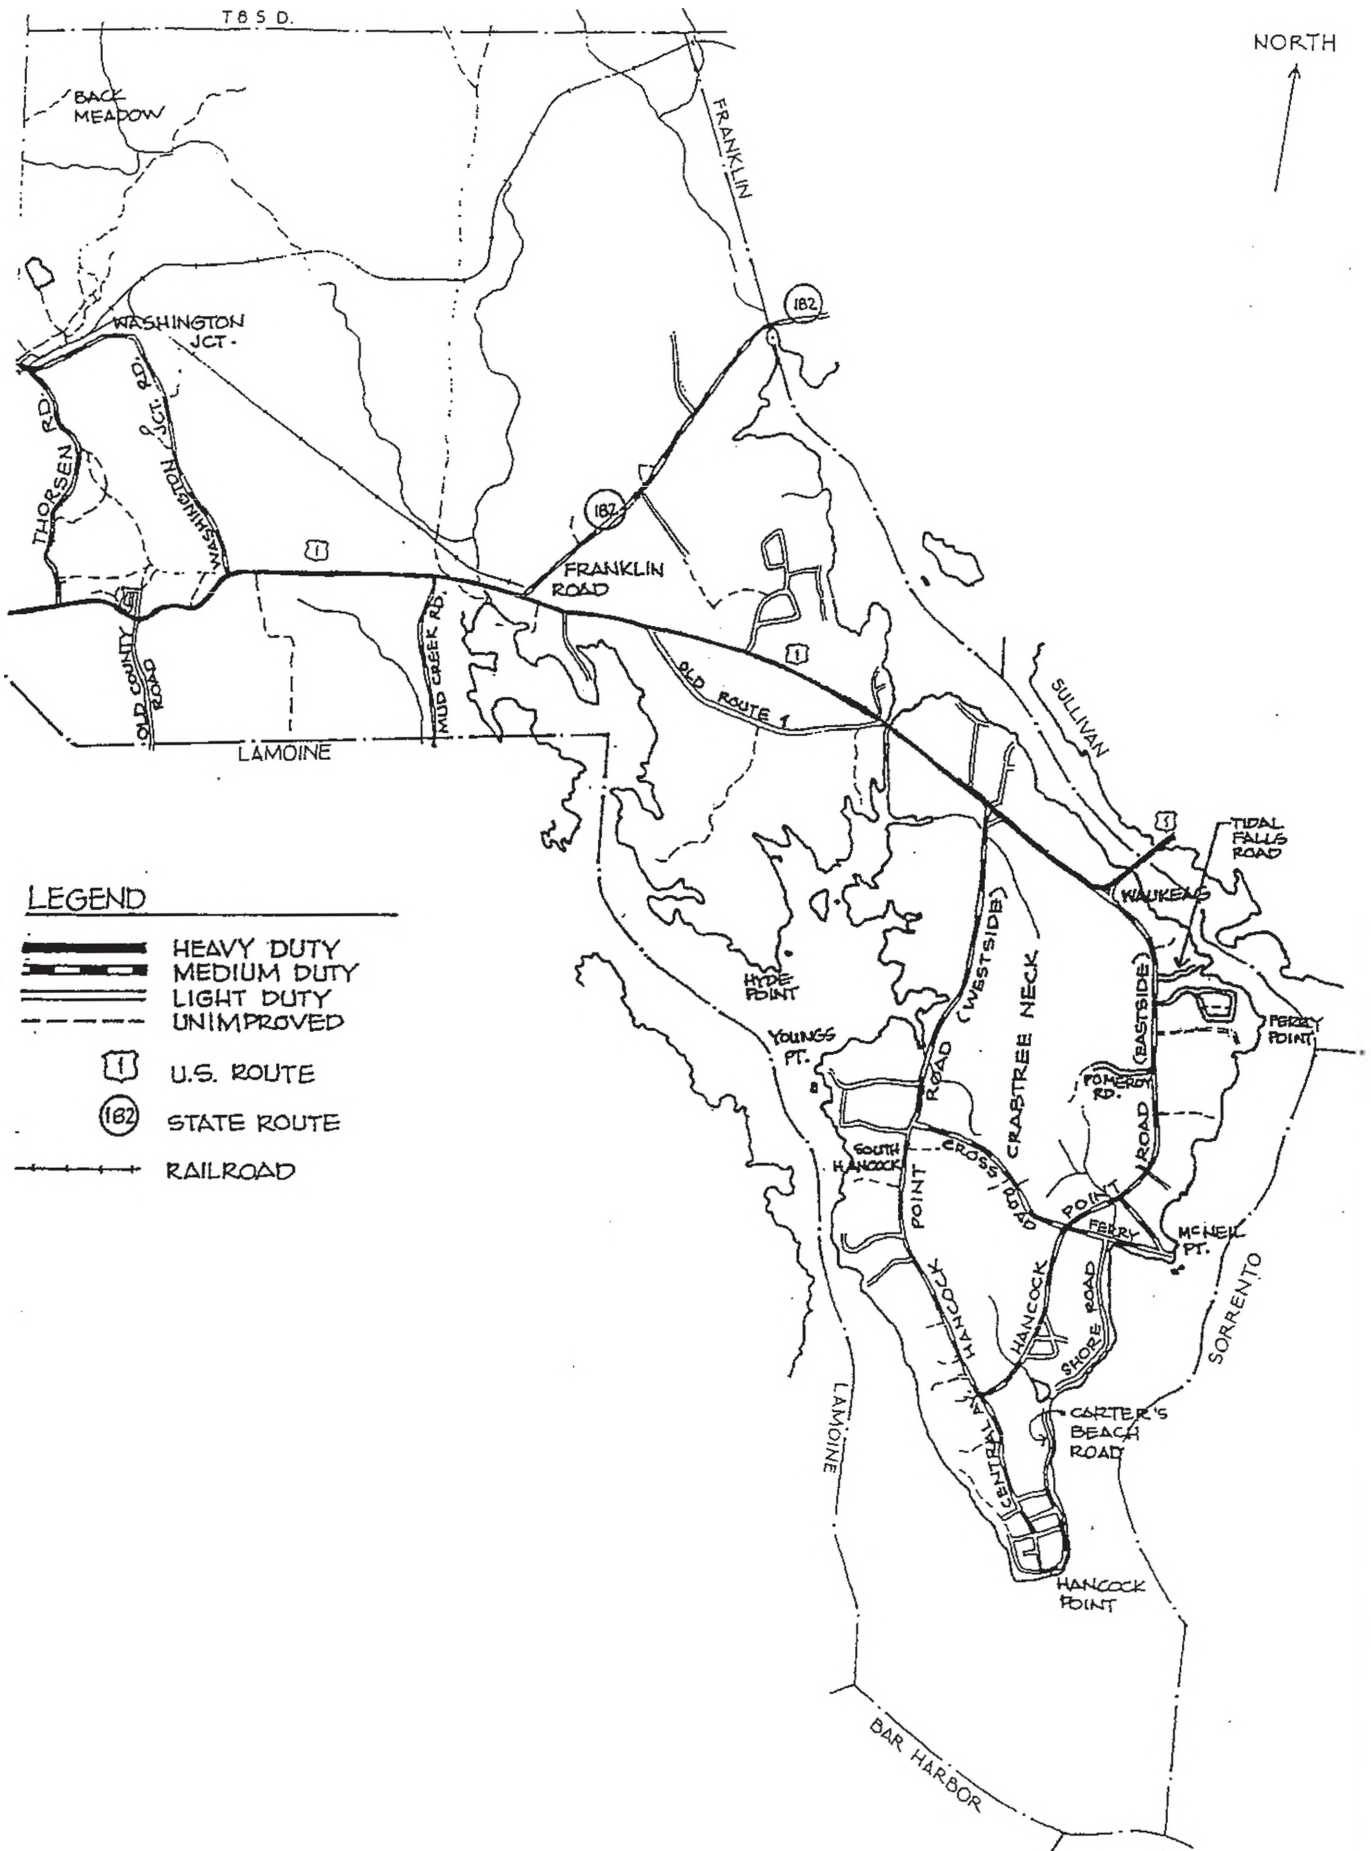 T8 S D.
NORTH
BACK
MEADOW
FRANKLIN
182
WASHINGTON
JCT.
THORSEN RD.
WASHINGTON JCT. RD.
182
1
FRANKLIN
ROAD
OLD COUNTY
ROAD
MUD CREEK RD.
1
OLD ROUTE 1
SULLIVAN
LAMOINE
1
TIDAL
FALLS
ROAD
WAUKEAG
LEGEND
HEAVY DUTY
MEDIUM DUTY
LIGHT DUTY
UNIMPROVED
1 U.S. ROUTE
182 STATE ROUTE
RAILROAD
HYDE
POINT
YOUNGS
PT.
(WESTSIDE)
CRABTREE NECK
(EASTSIDE)
FERRY
POINT
POMEROY
RD.
ROAD
ROAD
SOUTH
HANCOCK
CROSS ROAD
POINT
POINT
FERRY
MCNEIL
PT.
HANCOCK
HANCOCK
SHORE ROAD
SORRENTO
LAMOINE
CENTRAL AV.
CARTER'S
BEACH
ROAD
HANCOCK
POINT
BAR HARBOR